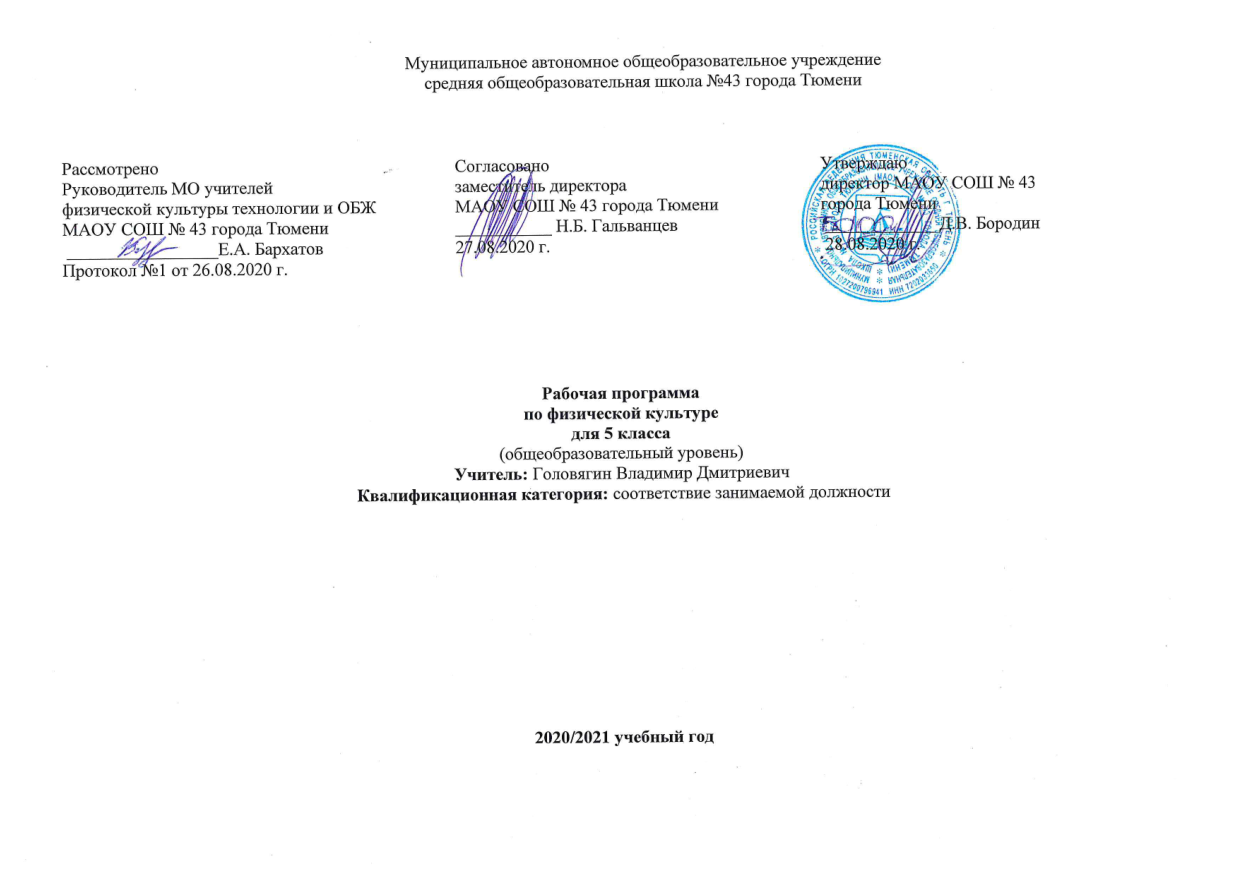 Муниципальное автономное общеобразовательное учреждение
средняя общеобразовательная школа №43 города Тюмени
Рассмотрено
Руководитель МО учителей
физической культуры технологии и ОБЖ
МАОУ СОШ № 43 города Тюмени
Е.А. Бархатов
Протокол №1 от 26.08.2020 г.
Согласовано
заместитель директора
МАОУ СОШ № 43 города Тюмени
Н.Б. Гальванцев
27.08.2020 г.
Утверждаю
директор МАОУ СОШ № 43
города Тюмени
Д.В. Бородин
28.08.2020 г.
Рабочая программа
по физической культуре
для 5 класса
(общеобразовательный уровень)
Учитель: Головягин Владимир Дмитриевич
Квалификационная категория: соответствие занимаемой должности
2020/2021 учебный год